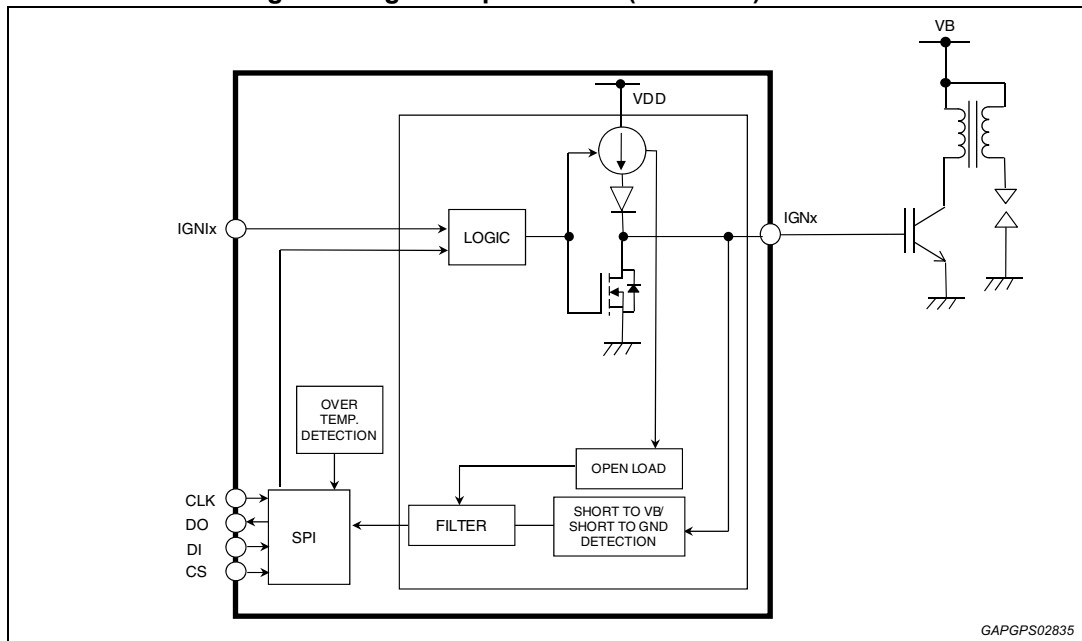 VB
VDD
IGNIx
LOGIC
IGNx
OVER
TEMP.
DETECTION
OPEN LOAD
CLK
DO
DI
CS
SPI
FILTER
SHORT TO VB/
SHORT TO GND
DETECTION
GAPGPS02835